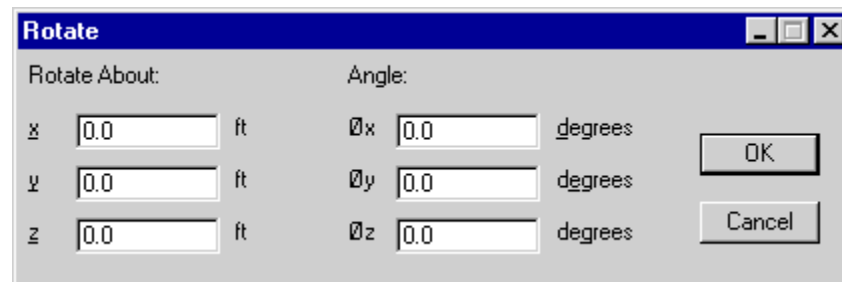 Rotate
Rotate About: Angle:
x 0.0 ft Øx 0.0 degrees
y 0.0 ft Øy 0.0 degrees
z 0.0 ft Øz 0.0 degrees
OK
Cancel